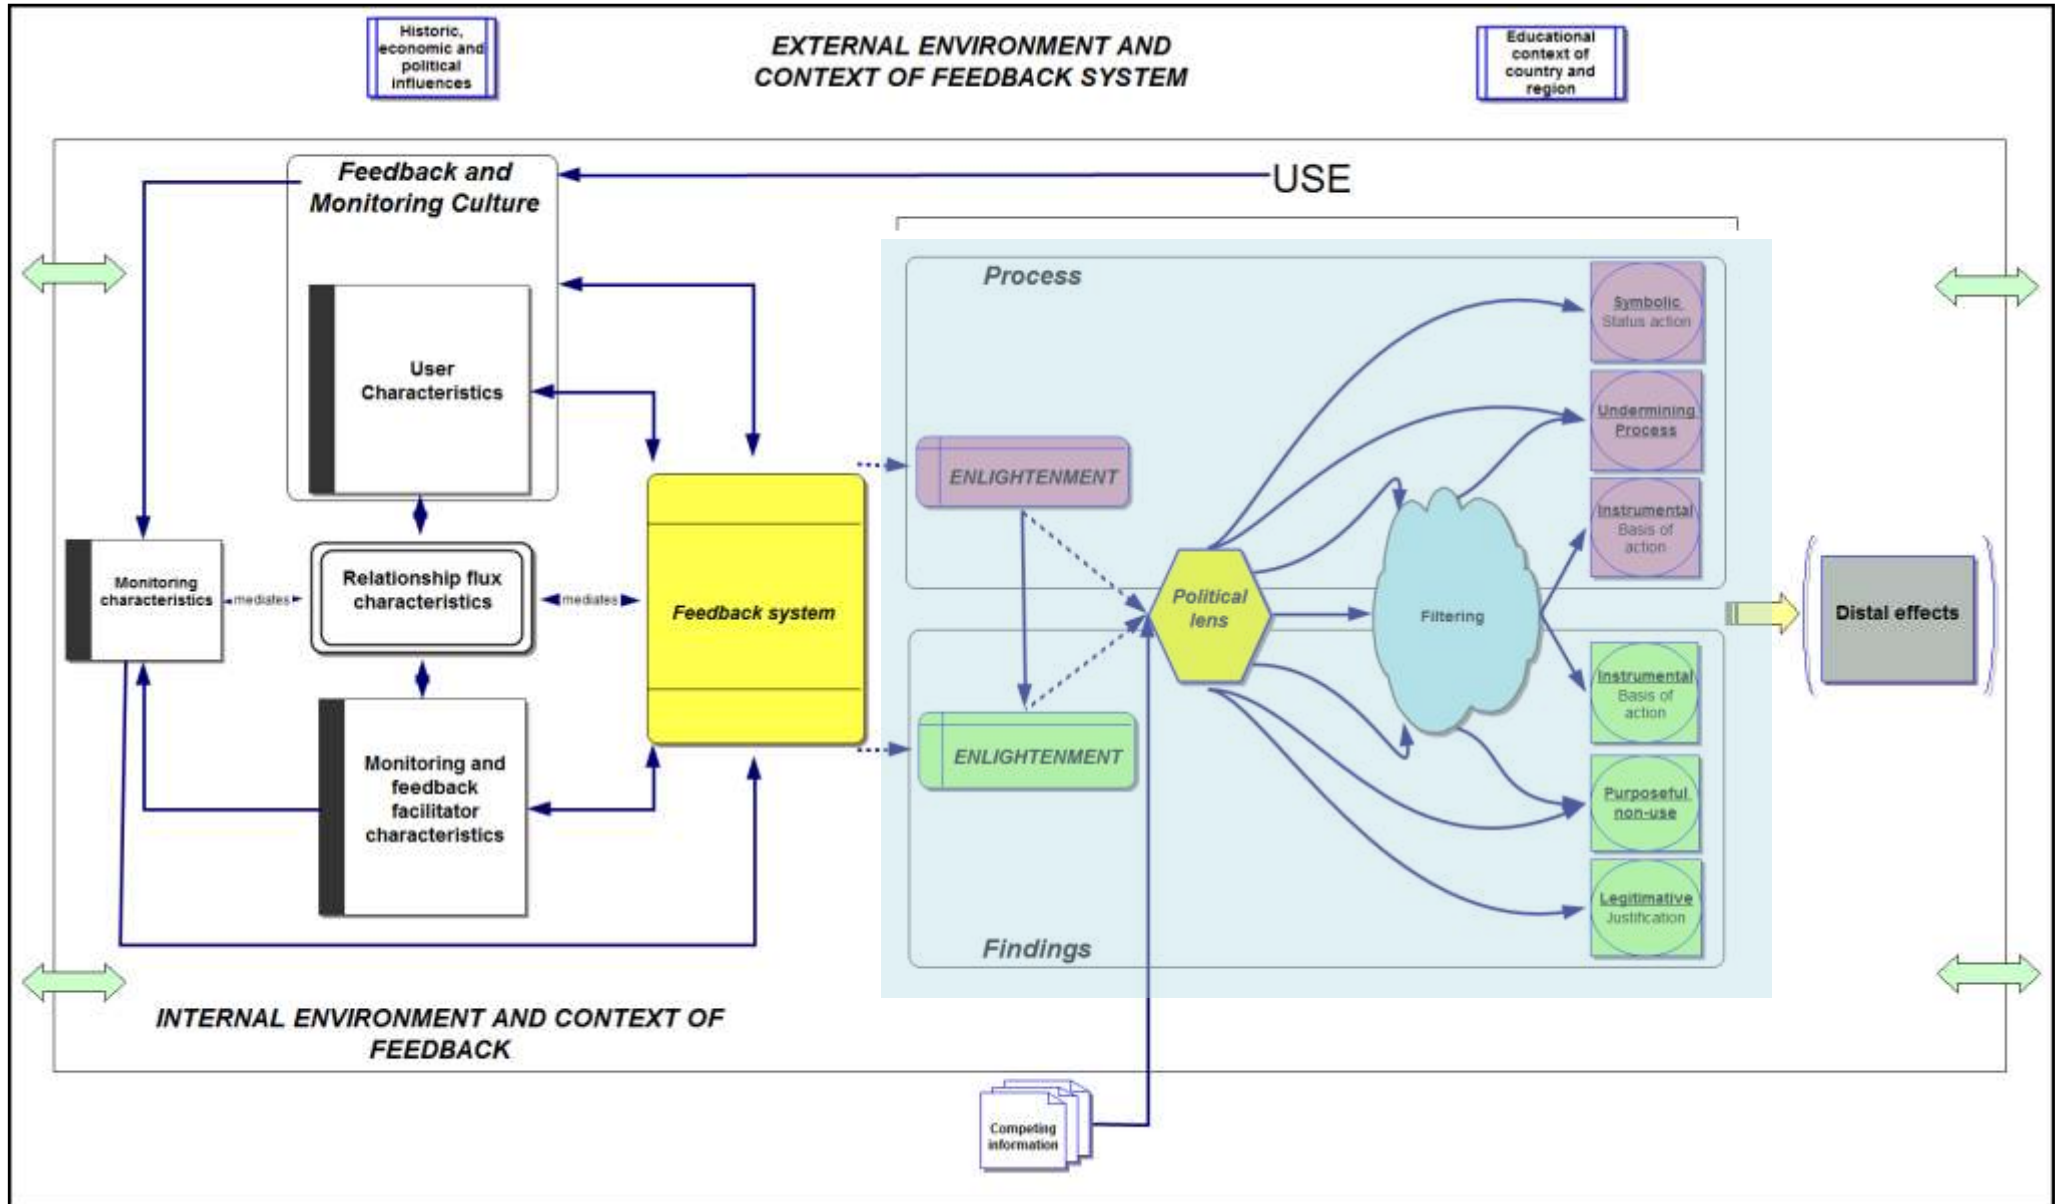 Historic,
economic and
political
influences
EXTERNAL ENVIRONMENT AND
CONTEXT OF FEEDBACK SYSTEM
Educational
context of
country and
region
Feedback and
Monitoring Culture
USE
Process
Symbolic
Status action
User
Characteristics
Undermining
Process
ENLIGHTENMENT
Instrumental
Basis of
action
Monitoring
characteristics
mediates
Relationship flux
characteristics
mediates
Feedback system
Political
lens
Filtering
Distal effects
Instrumental
Basis of
action
ENLIGHTENMENT
Monitoring and
feedback
facilitator
characteristics
Purposeful
non-use
Legitimative
Justification
Findings
INTERNAL ENVIRONMENT AND CONTEXT OF
FEEDBACK
Competing
information